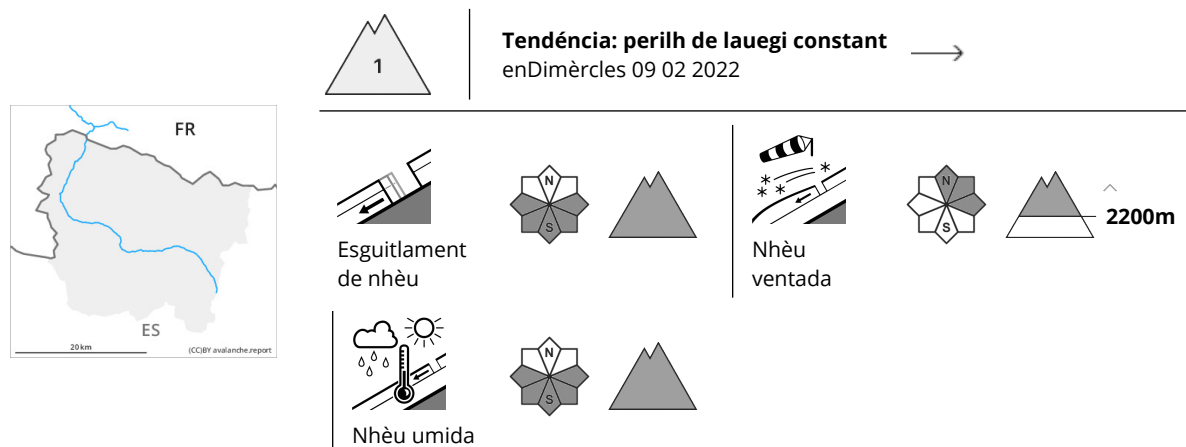 1
Tendéncia: perilh de lauegi constant
enDimèrcles 09 02 2022
FR
ES
20 km
(CC)BY avalanche.report
N
S
Esguitlament
de nhèu
N
S
2200m
Nhèu
ventada
N
S
Nhèu umida